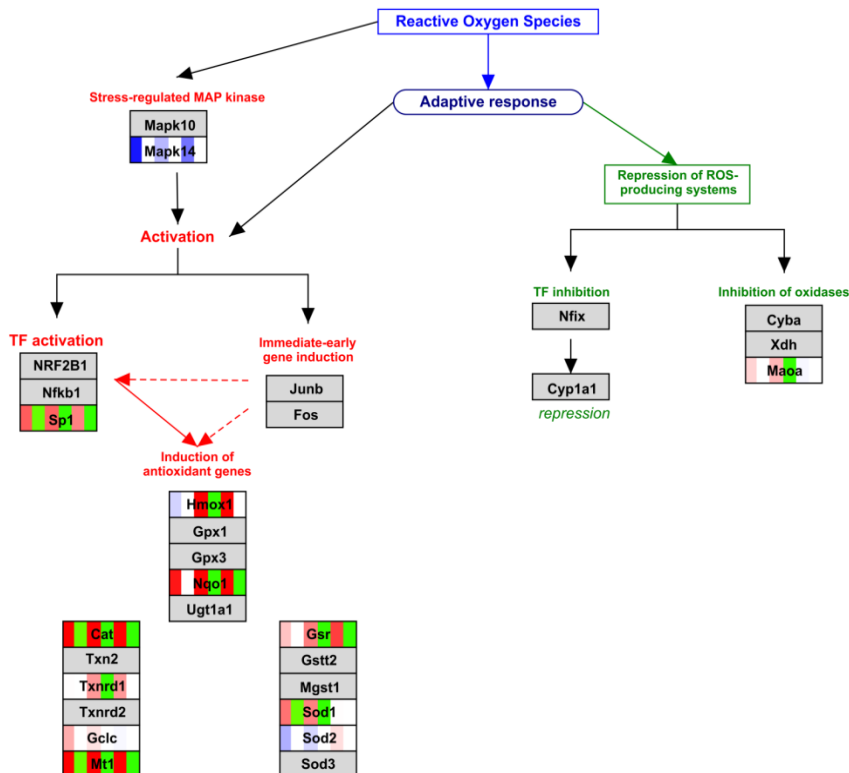 Reactive Oxygen Species
Stress-regulated MAP kinase
Adaptive response
Mapk10
Mapk14
Repression of ROS-
producing systems
Activation
TF inhibition
Inhibition of oxidases
Nfix
Cyba
Xdh
Maoa
Cyp1a1
repression
TF activation
NRF2B1
Nfkb1
Sp1
Immediate-early
gene induction
Junb
Fos
Induction of
antioxidant genes
Hmox1
Gpx1
Gpx3
Nqo1
Ugt1a1
Cat
Txn2
Txnrd1
Txnrd2
Gclc
Mt1
Gsr
Gstt2
Mgst1
Sod1
Sod2
Sod3